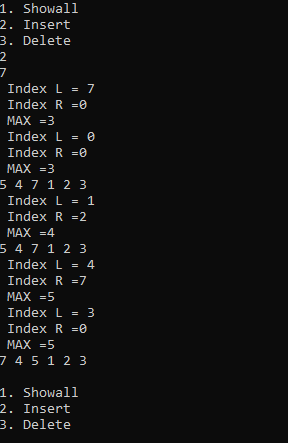 1. Showall
2. Insert
3. Delete
2
7
Index L = 7
Index R =0
MAX =3
Index L = 0
Index R =0
MAX =3
5 4 7 1 2 3
Index L = 1
Index R =2
MAX =4
5 4 7 1 2 3
Index L = 4
Index R =7
MAX =5
Index L = 3
Index R =0
MAX =5
7 4 5 1 2 3
1. Showall
2. Insert
3. Delete